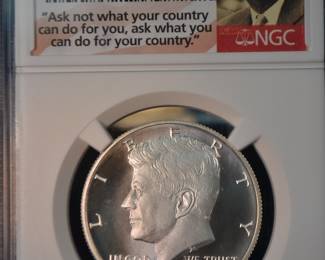 "Ask not what your country
can do for you, ask what you
can do for your country."
NGC
LIBERTY
IN GOD WE TRUST